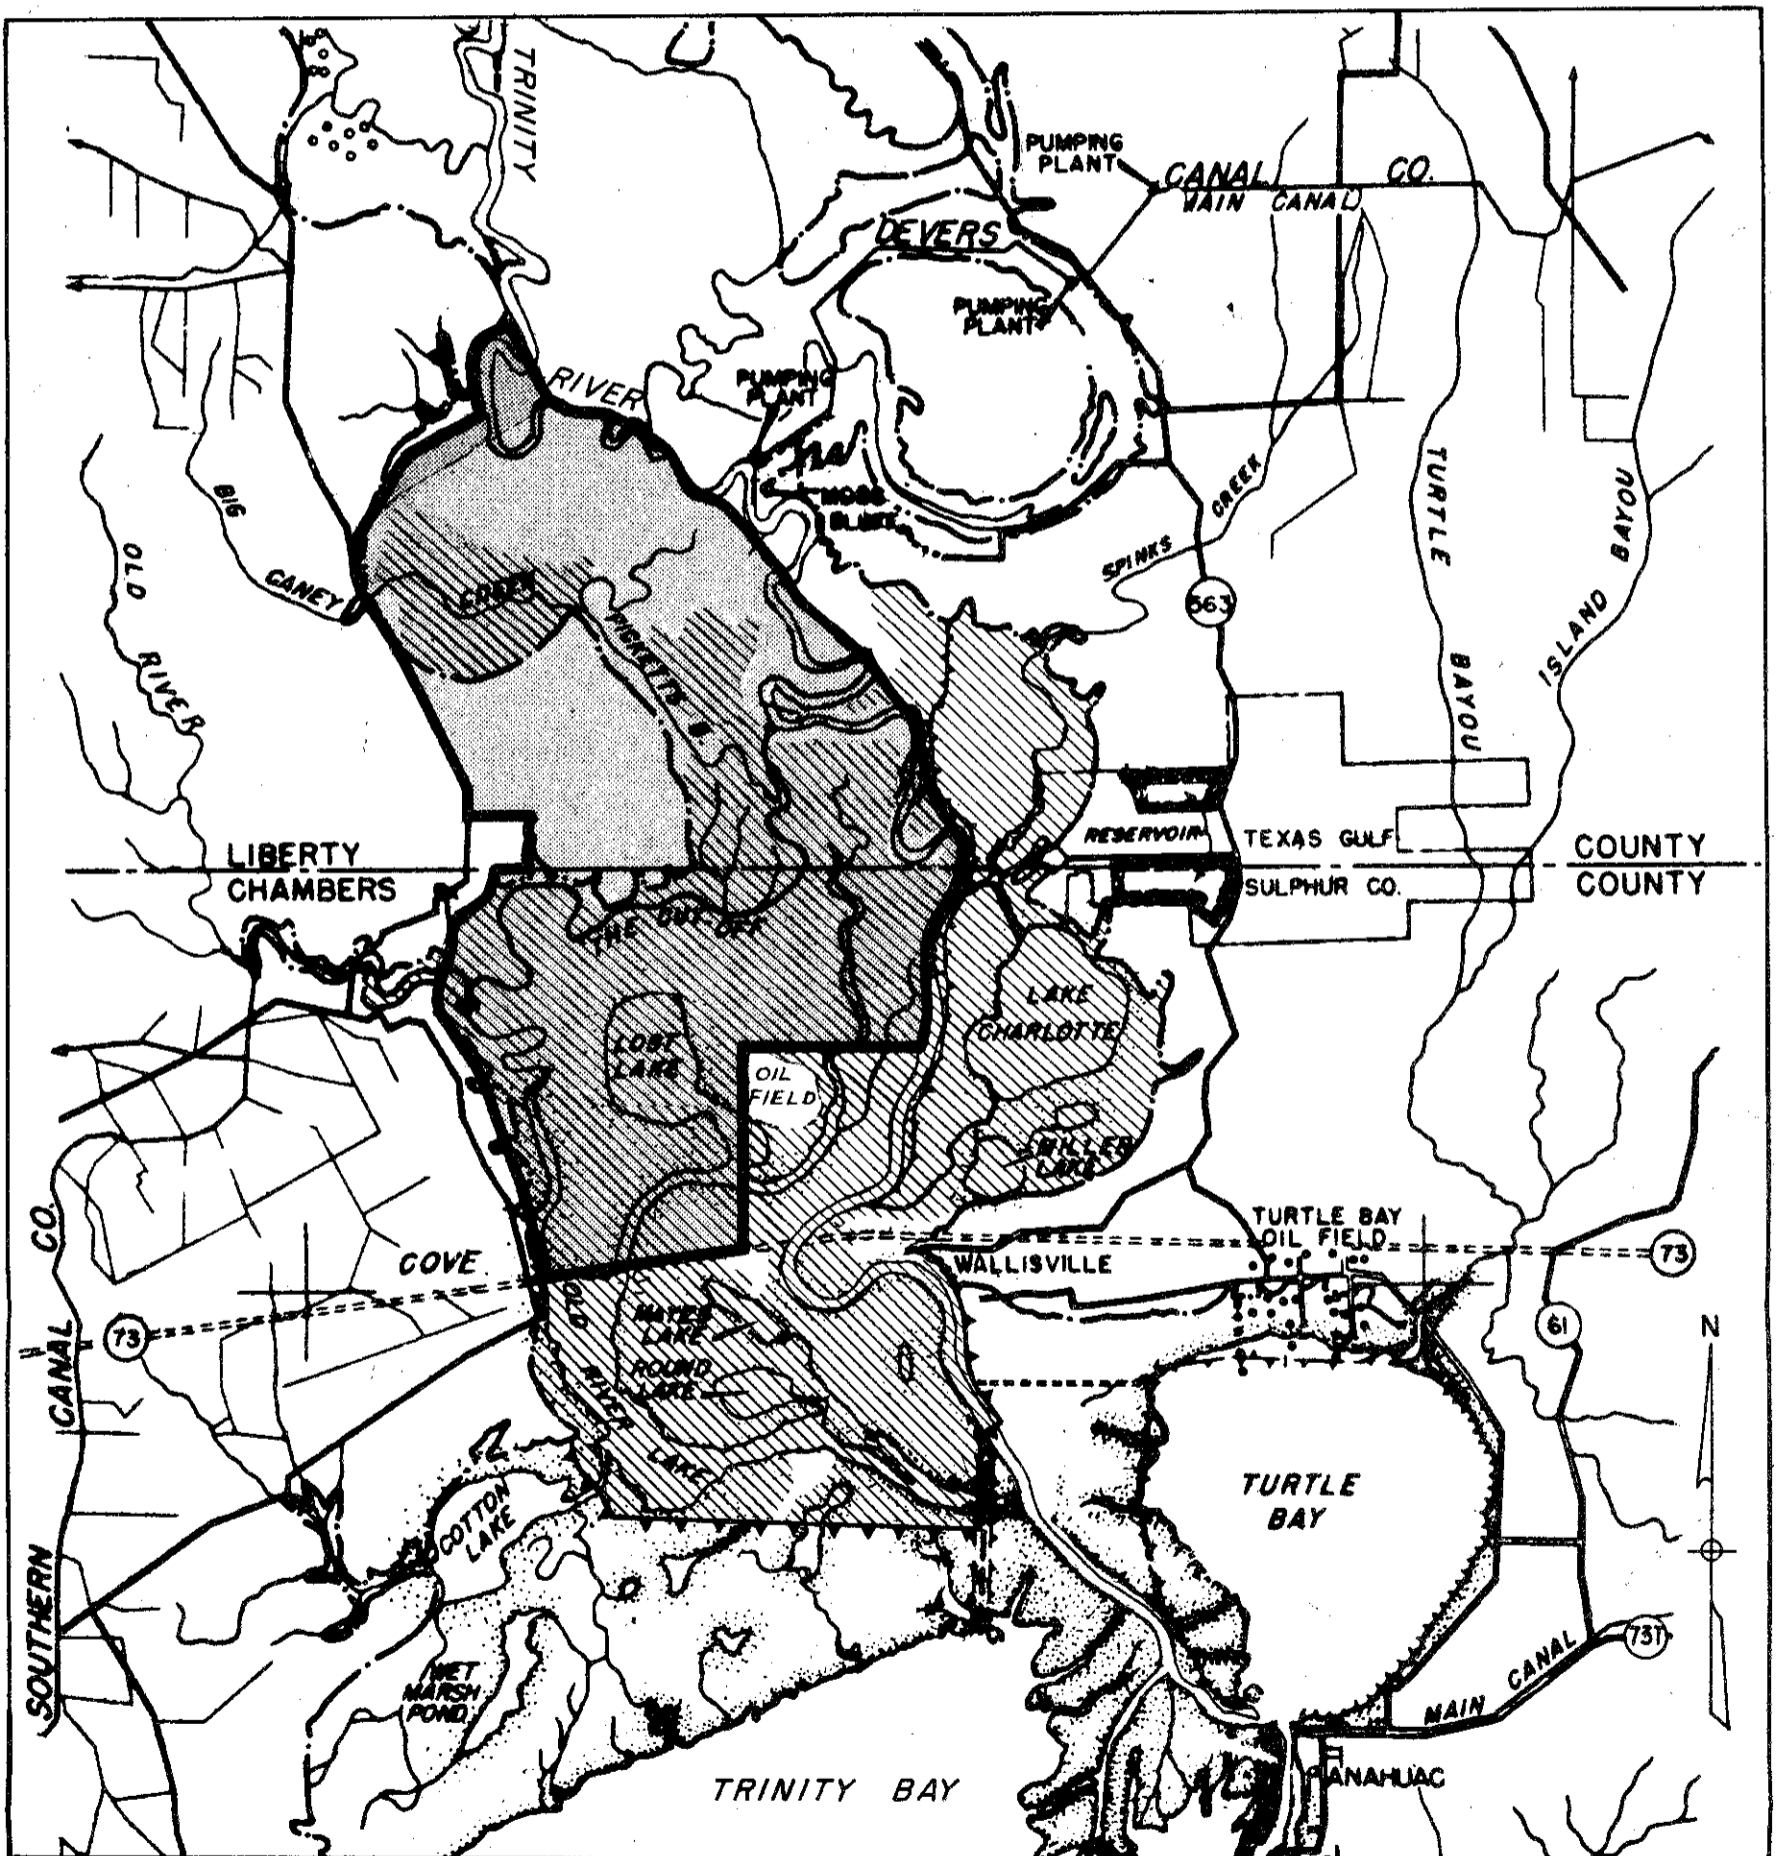 TRINITY
PUMPING
PLANT
CANAL CO.
MAIN CANAL
DEVERS
PUMPING
PLANT
RIVER
PUMPING
PLANT
MOSS
BLUFF
BIG
CANEY
CREEK
OLD
RIVER
PICKETTS B.
SPINKS
CREEK
TURTLE
BAYOU
ISLAND BAYOU
563
RESERVOIR
TEXAS GULF
SULPHUR CO.
LIBERTY
CHAMBERS
COUNTY
COUNTY
THE CUT-OFF
LOST
LAKE
LAKE
CHARLOTTE
OIL
FIELD
MILLER
LAKE
TURTLE BAY
OIL FIELD
73
WALLISVILLE
COVE
73
OLD
RIVER
LAKE
MAYES
LAKE
ROUND
LAKE
61
N
SOUTHERN
CANAL
CO.
COTTON
LAKE
TURTLE
BAY
WET
MARSH
POND
73T
MAIN CANAL
TRINITY BAY
ANAHUAC